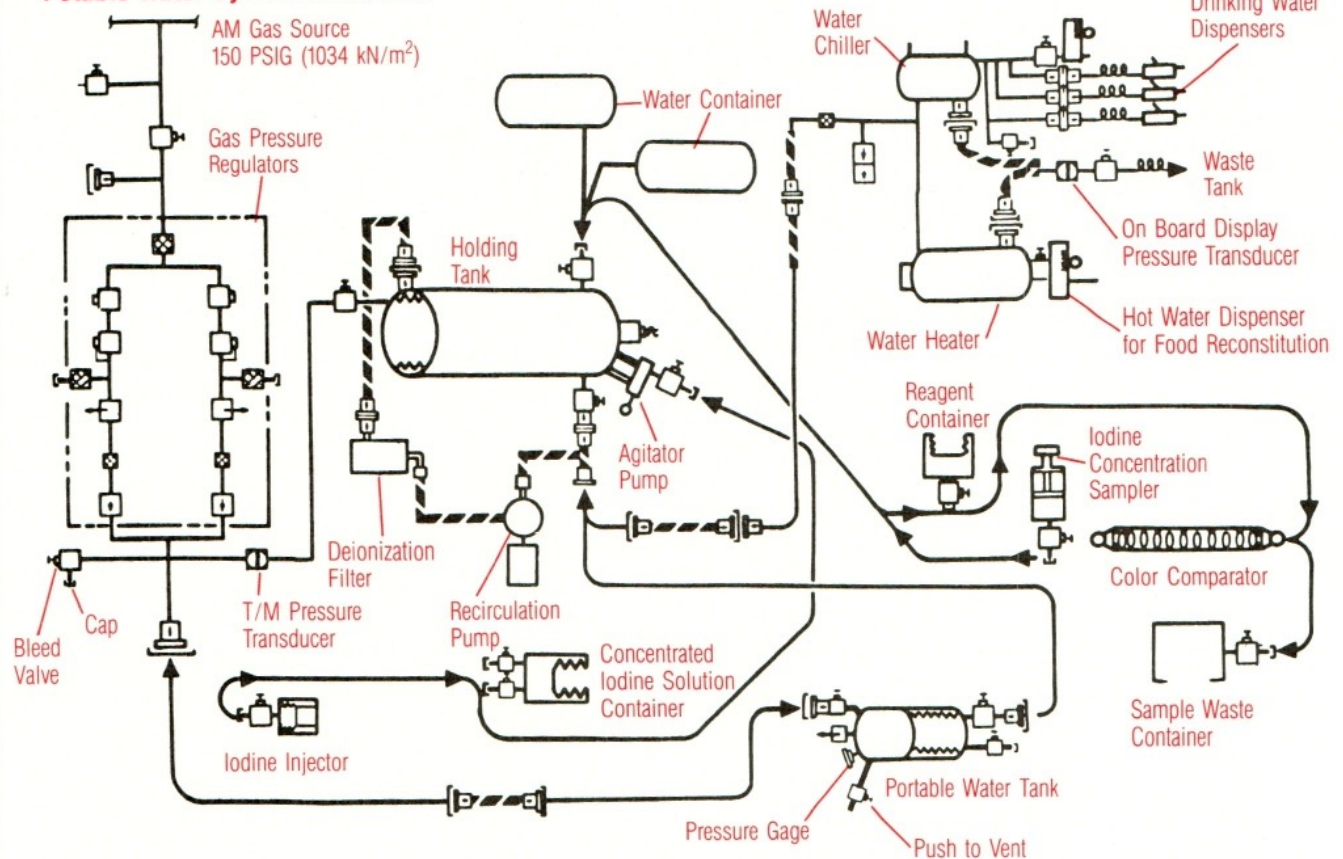 AM Gas Source
150 PSIG (1034 kN/m²)
Gas Pressure
Regulators
Water Container
Water
Chiller
Drinking Water
Dispensers
Waste
Tank
On Board Display
Pressure Transducer
Hot Water Dispenser
for Food Reconstitution
Water Heater
Holding
Tank
Agitator
Pump
Reagent
Container
Iodine
Concentration
Sampler
Color Comparator
Deionization
Filter
Recirculation
Pump
T/M Pressure
Transducer
Cap
Bleed
Valve
Concentrated
Iodine Solution
Container
Iodine Injector
Sample Waste
Container
Portable Water Tank
Pressure Gage
Push to Vent